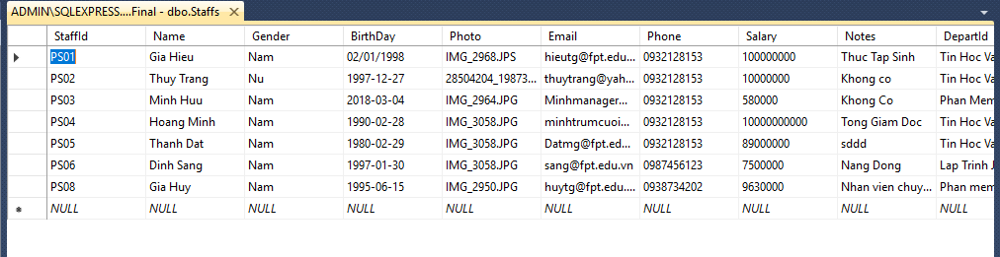 ADMIN\SQLEXPRESS....Final - dbo.Staffs
StaffId Name Gender BirthDay Photo Email Phone Salary Notes DepartId
PS01 Gia Hieu Nam 02/01/1998 IMG_2968.JPS hieutg@fpt.edu... 0932128153 100000000 Thuc Tap Sinh Tin Hoc Va
PS02 Thuy Trang Nu 1997-12-27 28504204_19873... thuytrang@yah... 0932128153 10000000 Khong co Tin Hoc Va
PS03 Minh Huu Nam 2018-03-04 IMG_2964.JPG Minhmanager... 0932128153 580000 Khong Co Phan Mem
PS04 Hoang Minh Nam 1990-02-28 IMG_3058.JPG minhtrumcuoi... 0932128153 10000000000 Tong Giam Doc Tin Hoc Va
PS05 Thanh Dat Nam 1980-02-29 IMG_3058.JPG Datmg@fpt.ed... 0932128153 89000000 sddd Tin Hoc Va
PS06 Dinh Sang Nam 1997-01-30 IMG_3058.JPG sang@fpt.edu.vn 0987456123 7500000 Nang Dong Lap Trinh
PS08 Gia Huy Nam 1995-06-15 IMG_2950.JPG huytg@fpt.edu.... 0938734202 9630000 Nhan vien chuy... Phan mem
NULL NULL NULL NULL NULL NULL NULL NULL NULL NULL